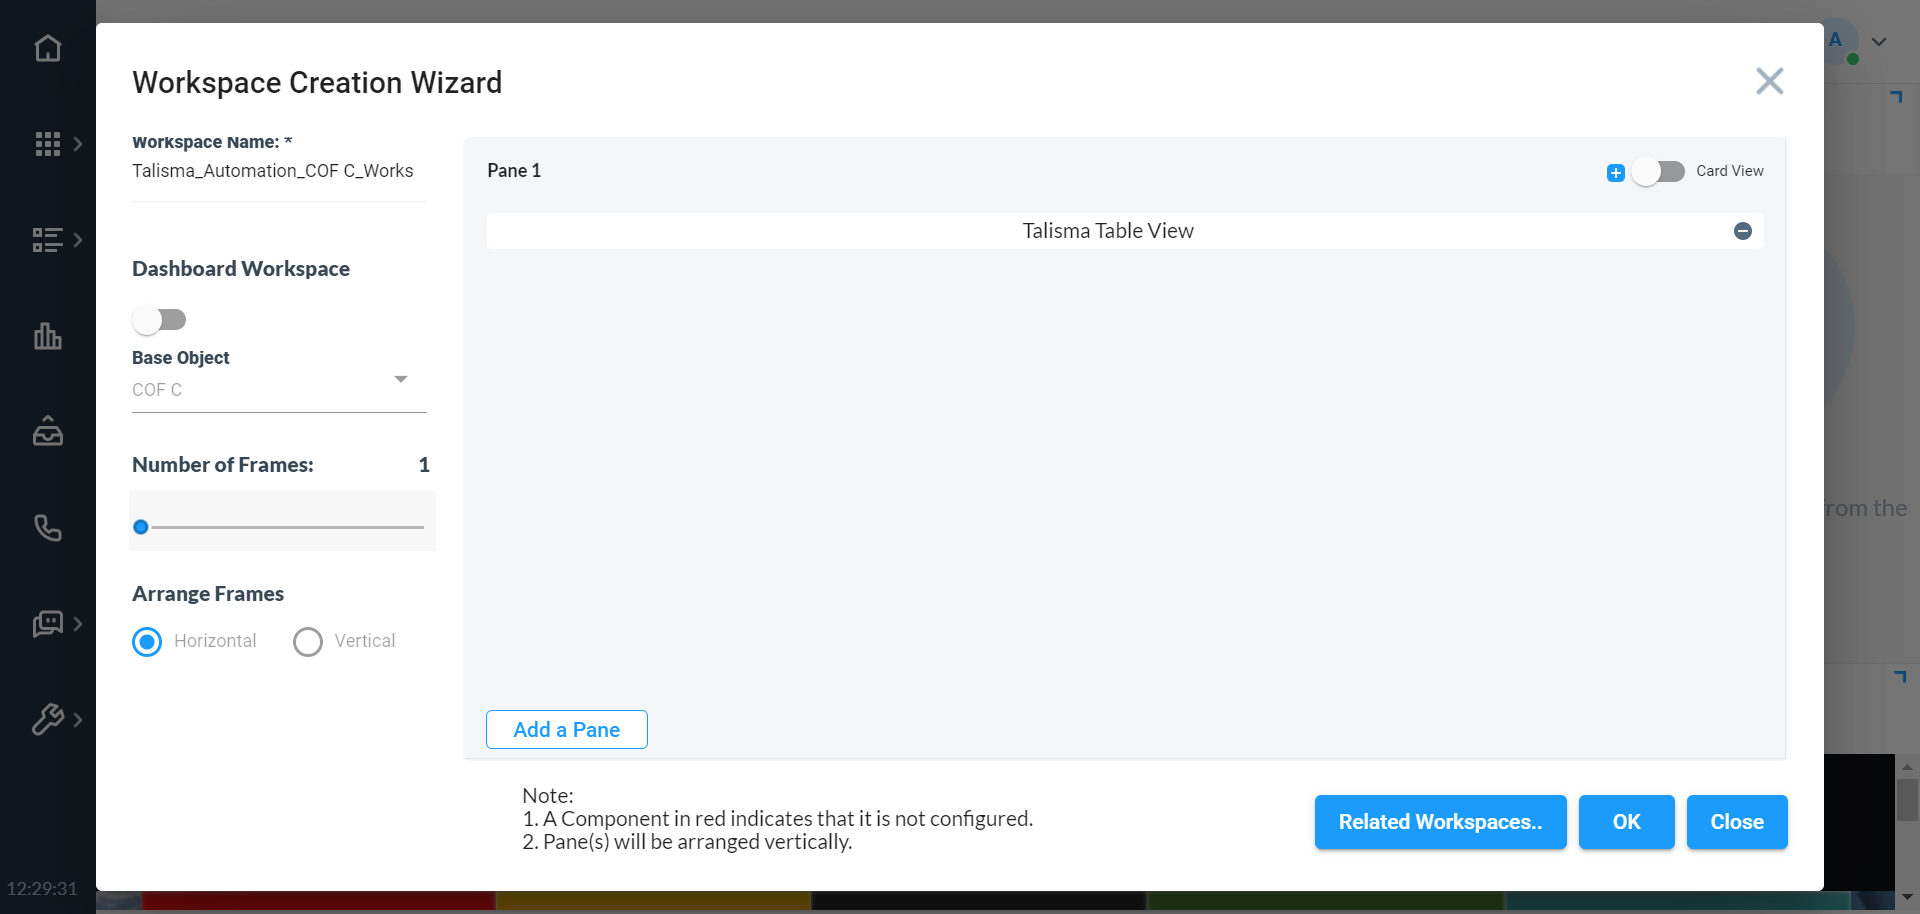 A
Workspace Creation Wizard
Workspace Name: *
Talisma_Automation_COF C_Works
Pane 1
Card View
Talisma Table View
Dashboard Workspace
Base Object
COF C
Number of Frames: 1
Arrange Frames
Horizontal
Vertical
from the
Add a Pane
Note:
1. A Component in red indicates that it is not configured.
2. Pane(s) will be arranged vertically.
Related Workspaces..
OK
Close
12:29:31